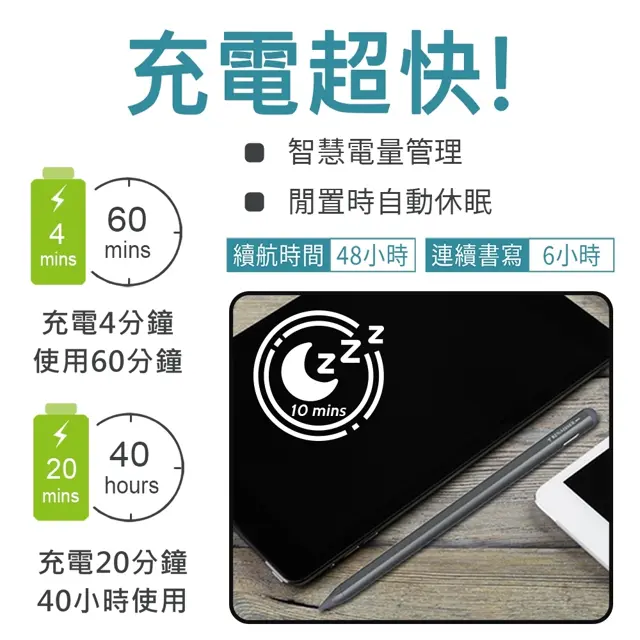 充電超快!
智慧電量管理
閒置時自動休眠
續航時間 48小時 連續書寫 6小時
4
mins
60
mins
充電4分鐘
使用60分鐘
20
mins
40
hours
充電20分鐘
40小時使用
z z z
10 mins